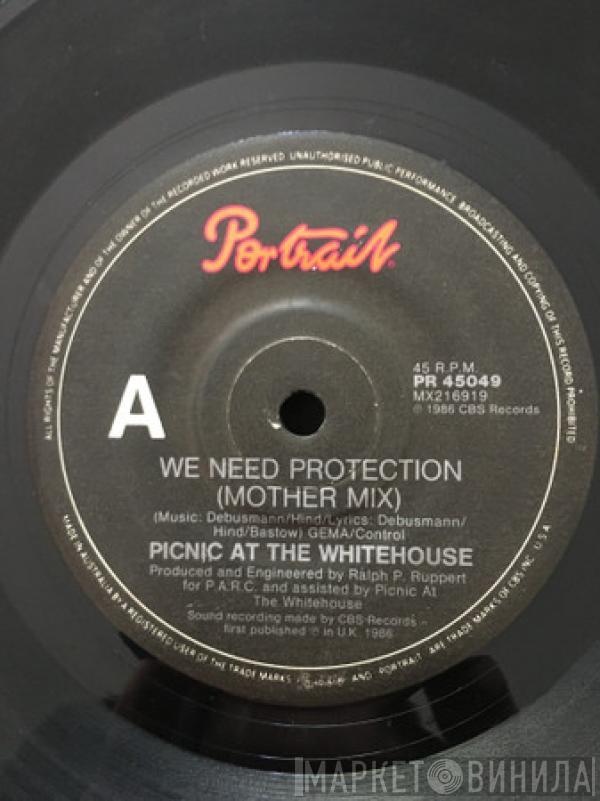 ALL RIGHTS OF THE MANUFACTURER AND OF THE OWNER OF THE RECORDED WORK RESERVED. UNAUTHORISED PUBLIC PERFORMANCE, BROADCASTING AND COPYING OF THIS RECORD PROHIBITED
Portrait
A
45 R.P.M.
PR 45049
MX216919
℗ 1986 CBS Records
WE NEED PROTECTION
(MOTHER MIX)
(Music: Debusmann/Hind/Lyrics: Debusmann/
Hind/Bastow) GEMA/Control
PICNIC AT THE WHITEHOUSE
Produced and Engineered by Ralph P. Ruppert
for P.A.R.C. and assisted by Picnic At
The Whitehouse
Sound recording made by CBS Records -
first published ℗ in U.K. 1986
MADE IN AUSTRALIA BY A REGISTERED USER OF THE TRADE MARKS AND PORTRAIT ARE TRADE MARKS OF CBS INC. U.S.A.
МАРКЕТ ВИНИЛА